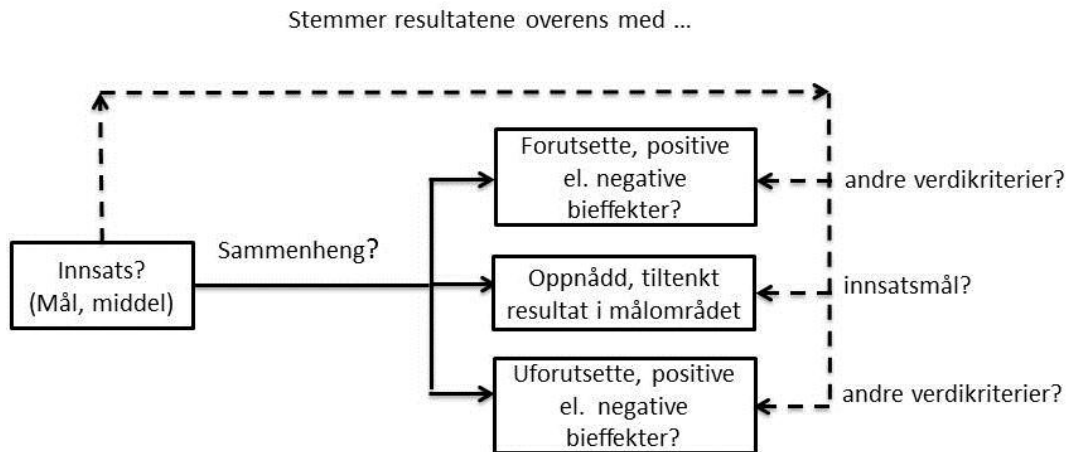 Stemmer resultatene overens med ...
Forutsette, positive
el. negative
bieffekter?
andre verdikriterier?
Sammenheng?
Innsats?
(Mål, middel)
Oppnådd, tiltenkt
resultat i målområdet
innsatsmål?
Uforutsette, positive
el. negative
bieffekter?
andre verdikriterier?